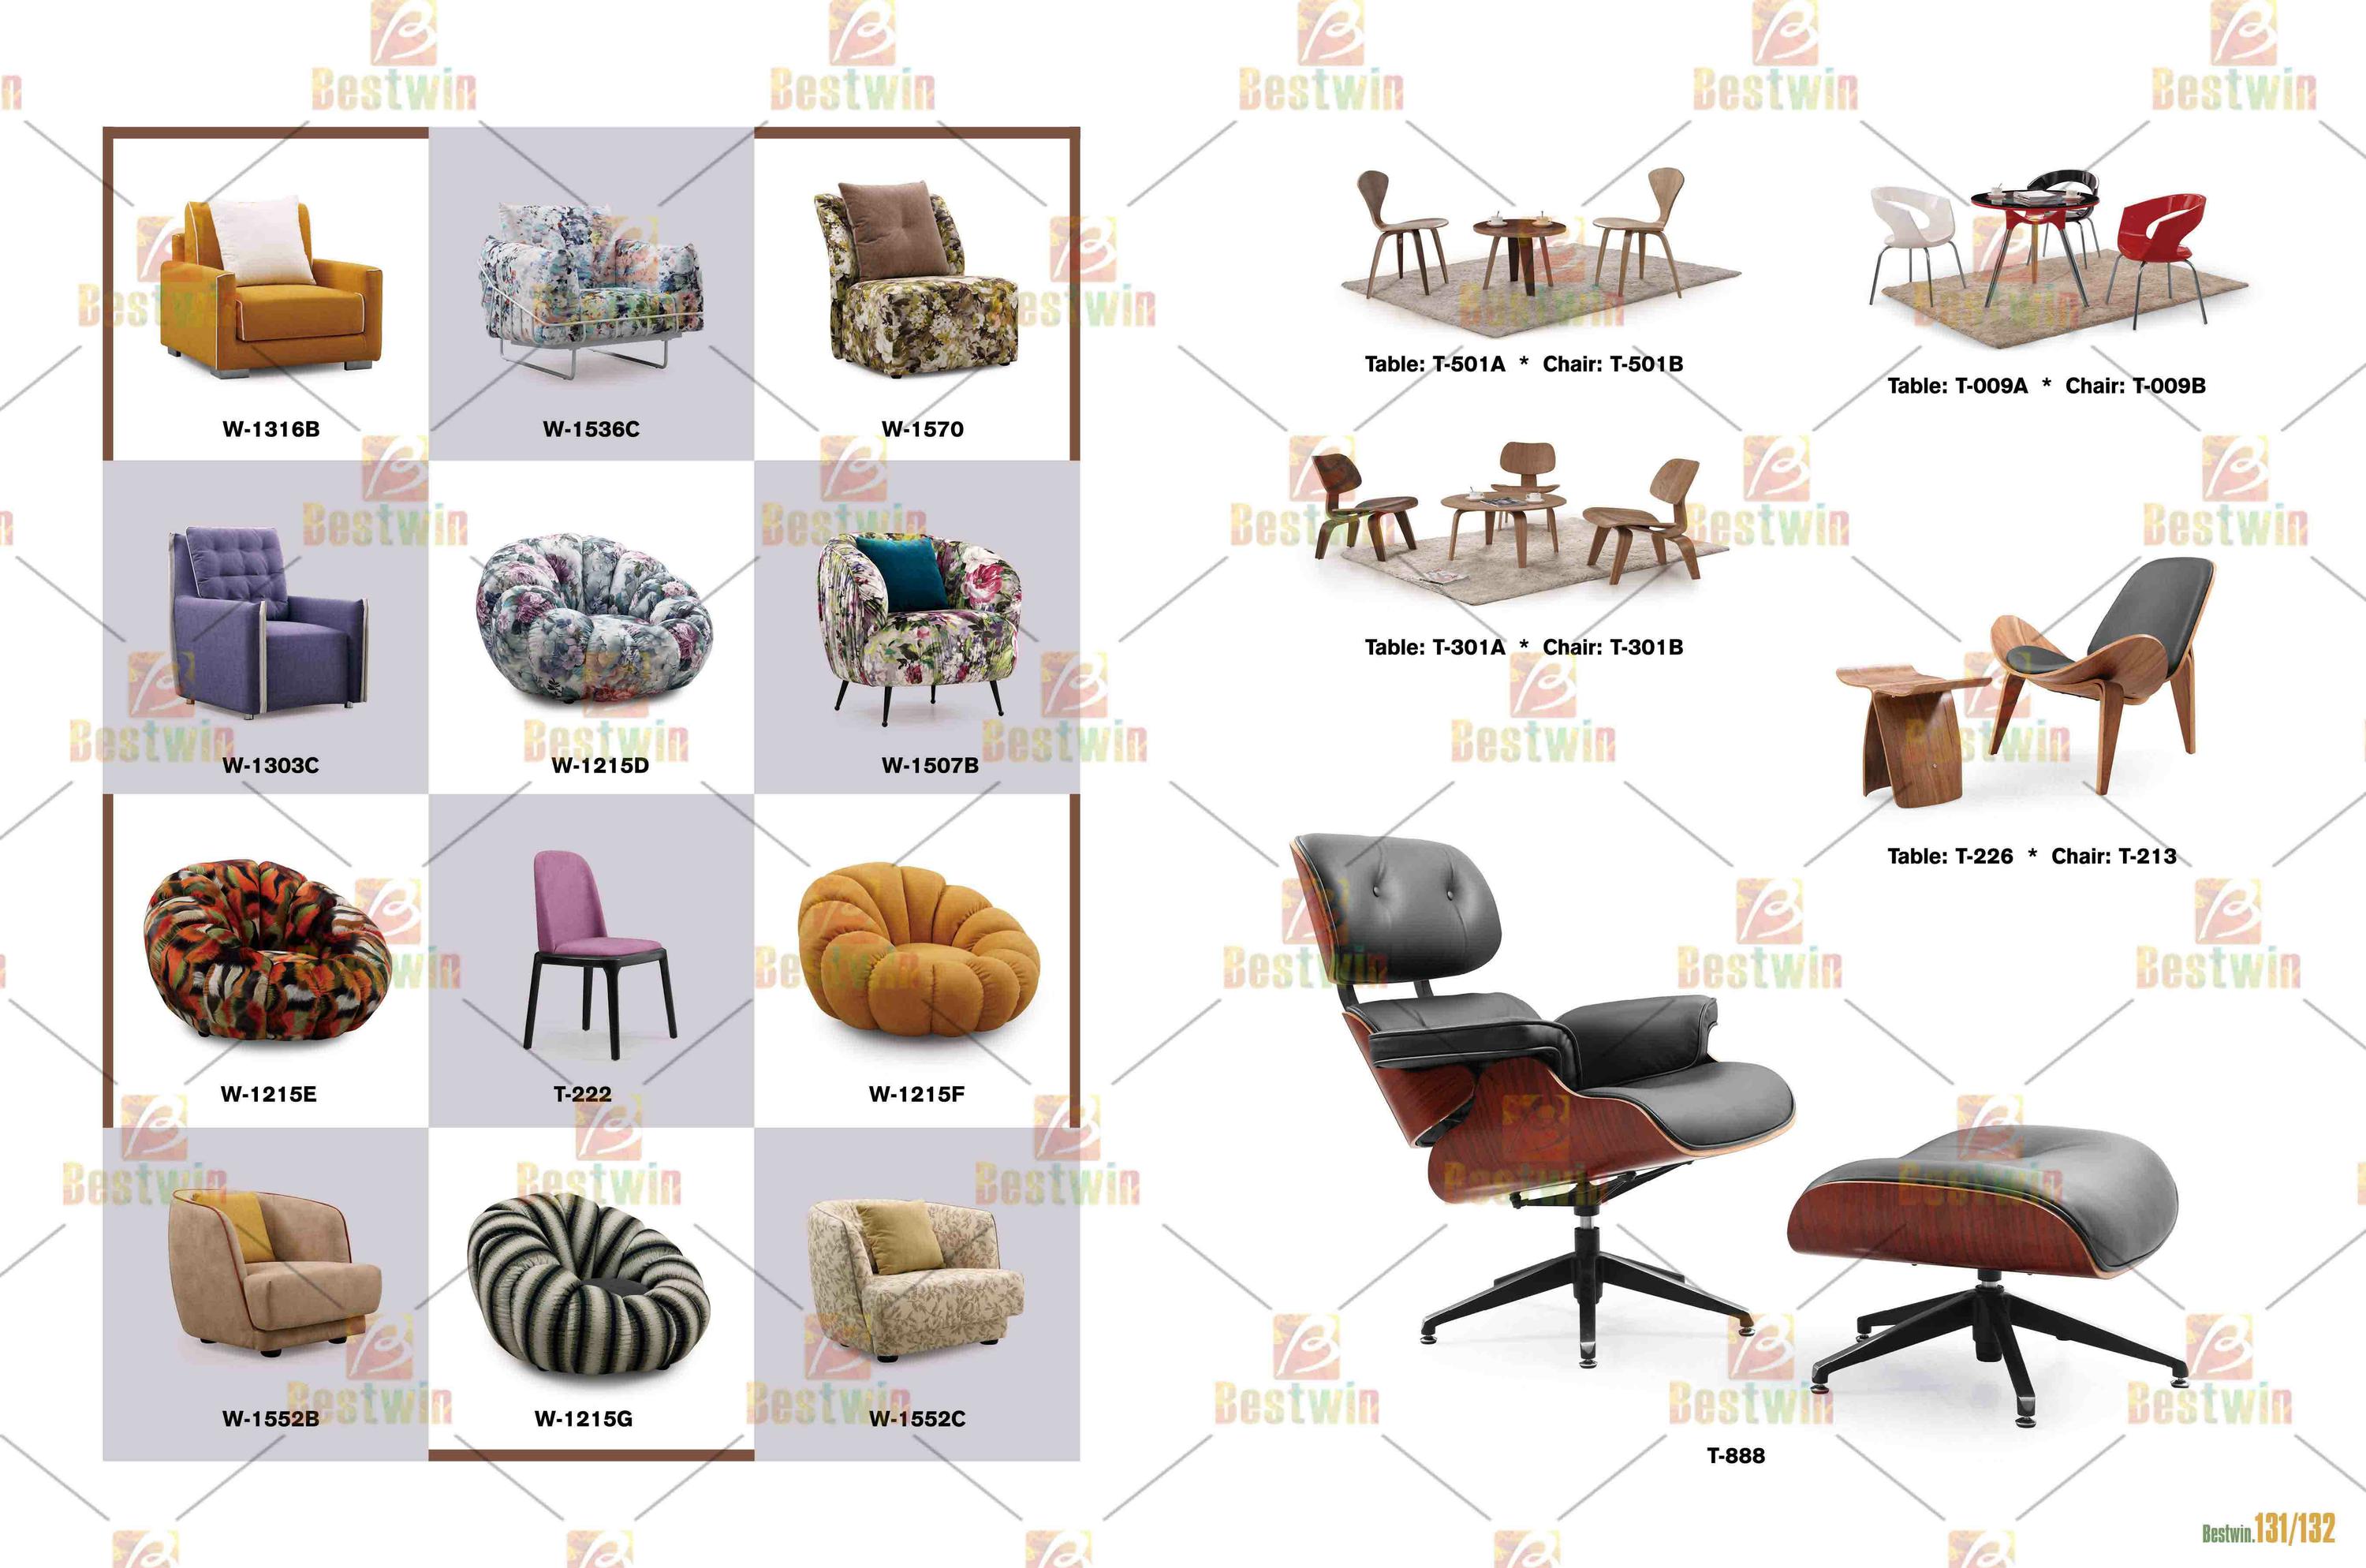 W-1316B
W-1536C
W-1570
W-1303C
W-1215D
W-1507B
W-1215E
T-222
W-1215F
W-1552B
W-1215G
W-1552C
Table: T-501A * Chair: T-501B
Table: T-009A * Chair: T-009B
Table: T-301A * Chair: T-301B
Table: T-226 * Chair: T-213
T-888
Bestwin.131/132
Bestwin